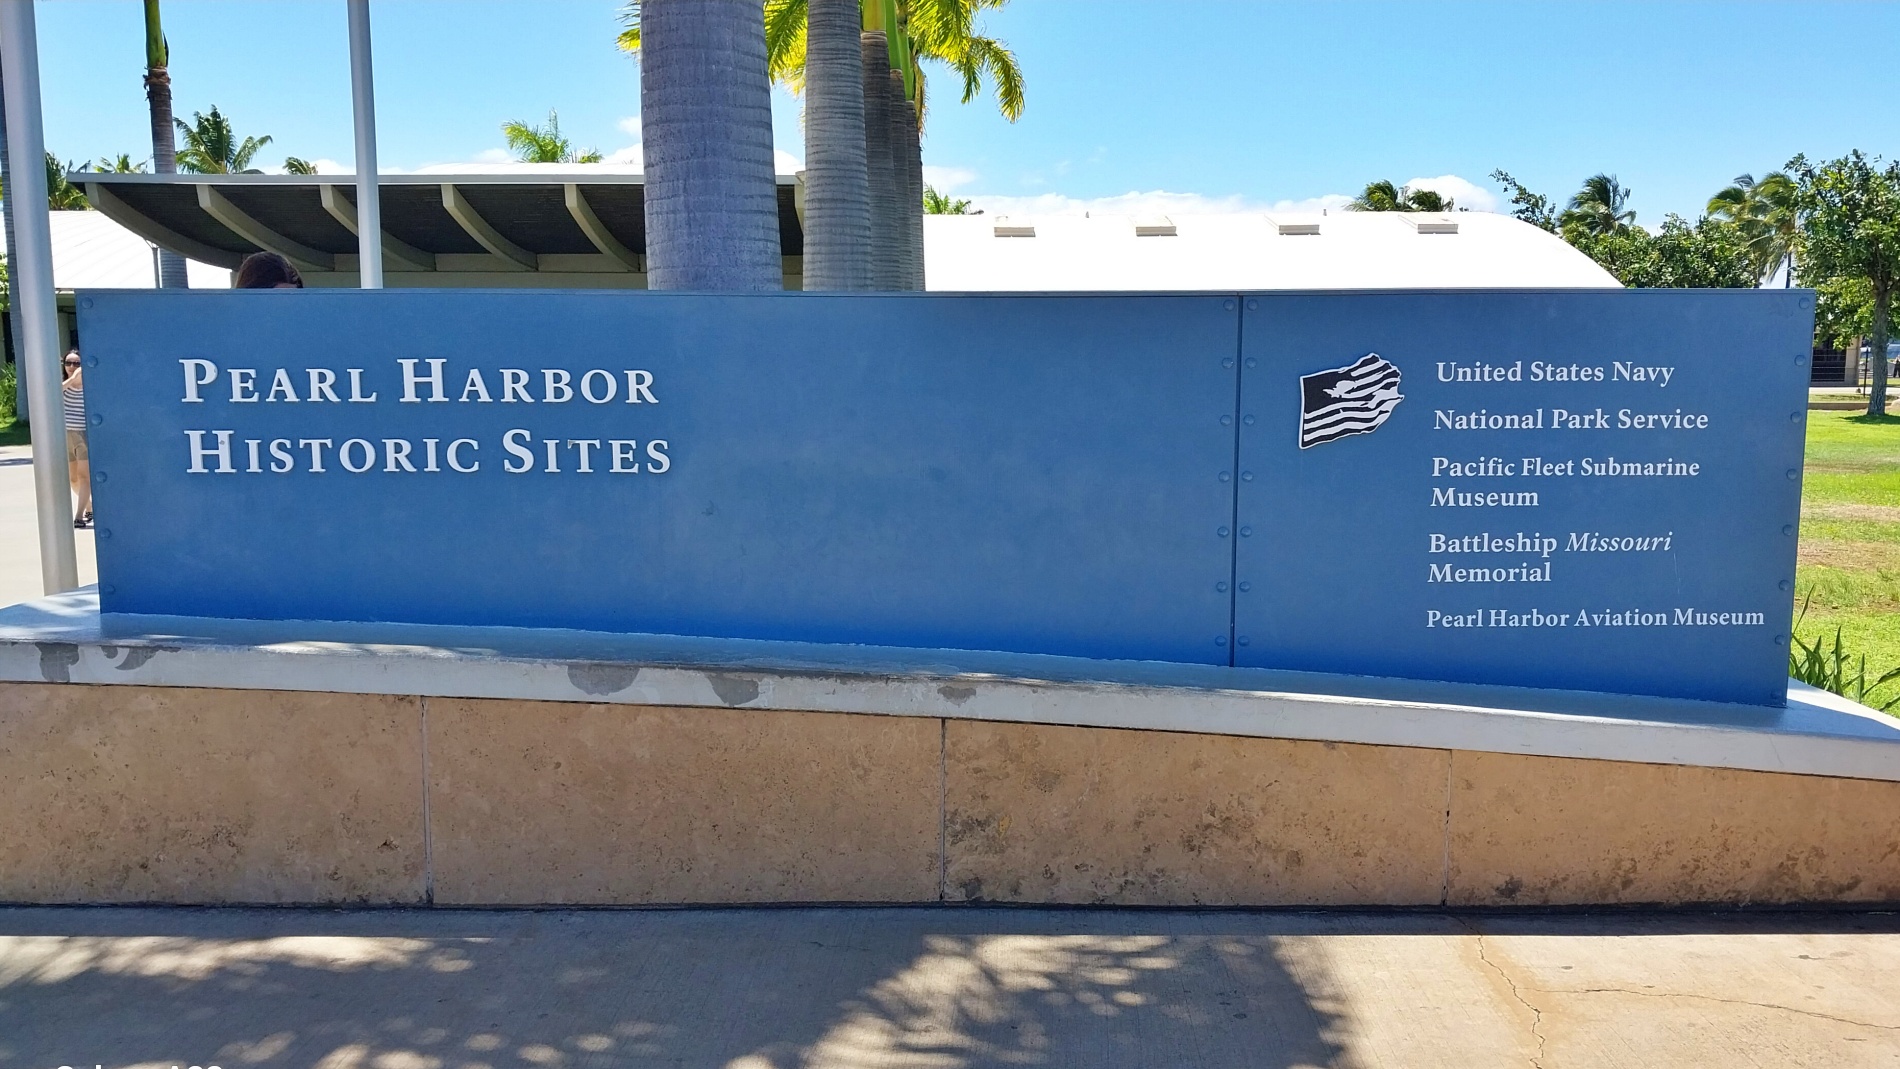 PEARL HARBOR
HISTORIC SITES
United States Navy
National Park Service
Pacific Fleet Submarine
Museum
Battleship Missouri
Memorial
Pearl Harbor Aviation Museum